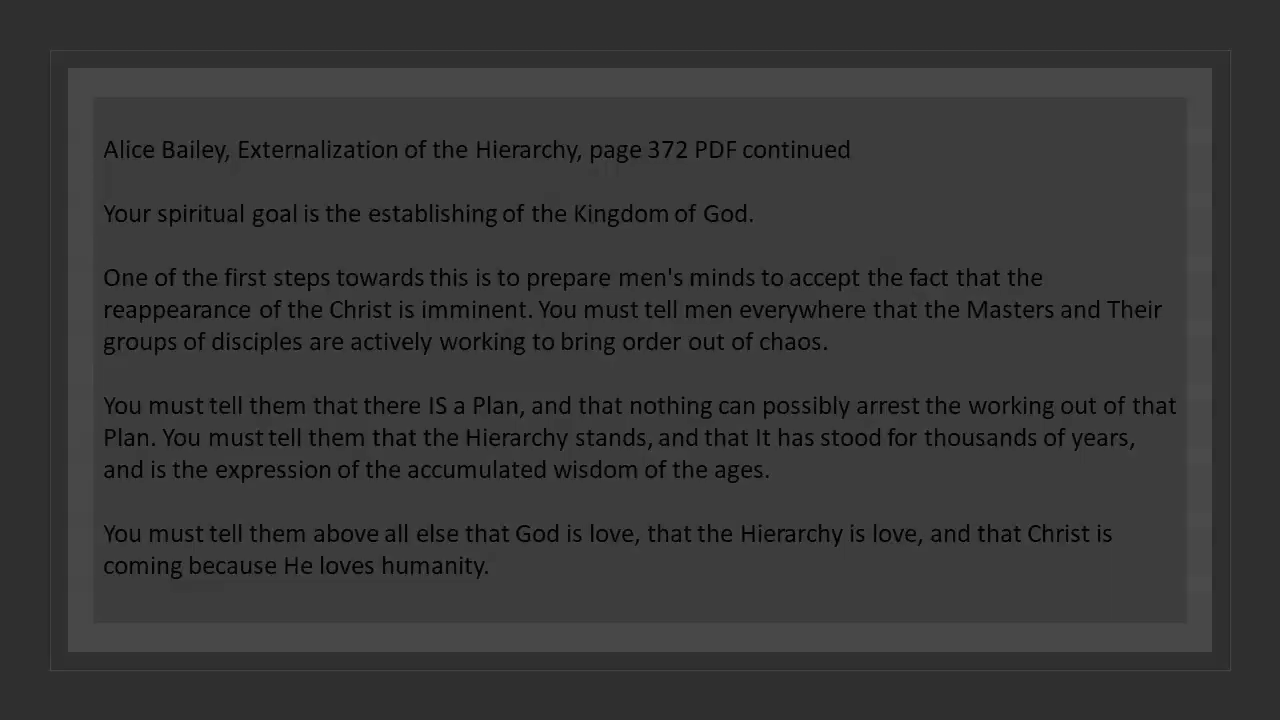 Alice Bailey, Externalization of the Hierarchy, page 372 PDF continued
Your spiritual goal is the establishing of the Kingdom of God.
One of the first steps towards this is to prepare men's minds to accept the fact that the
reappearance of the Christ is imminent. You must tell men everywhere that the Masters and Their
groups of disciples are actively working to bring order out of chaos.
You must tell them that there IS a Plan, and that nothing can possibly arrest the working out of that
Plan. You must tell them that the Hierarchy stands, and that It has stood for thousands of years,
and is the expression of the accumulated wisdom of the ages.
You must tell them above all else that God is love, that the Hierarchy is love, and that Christ is
coming because He loves humanity.